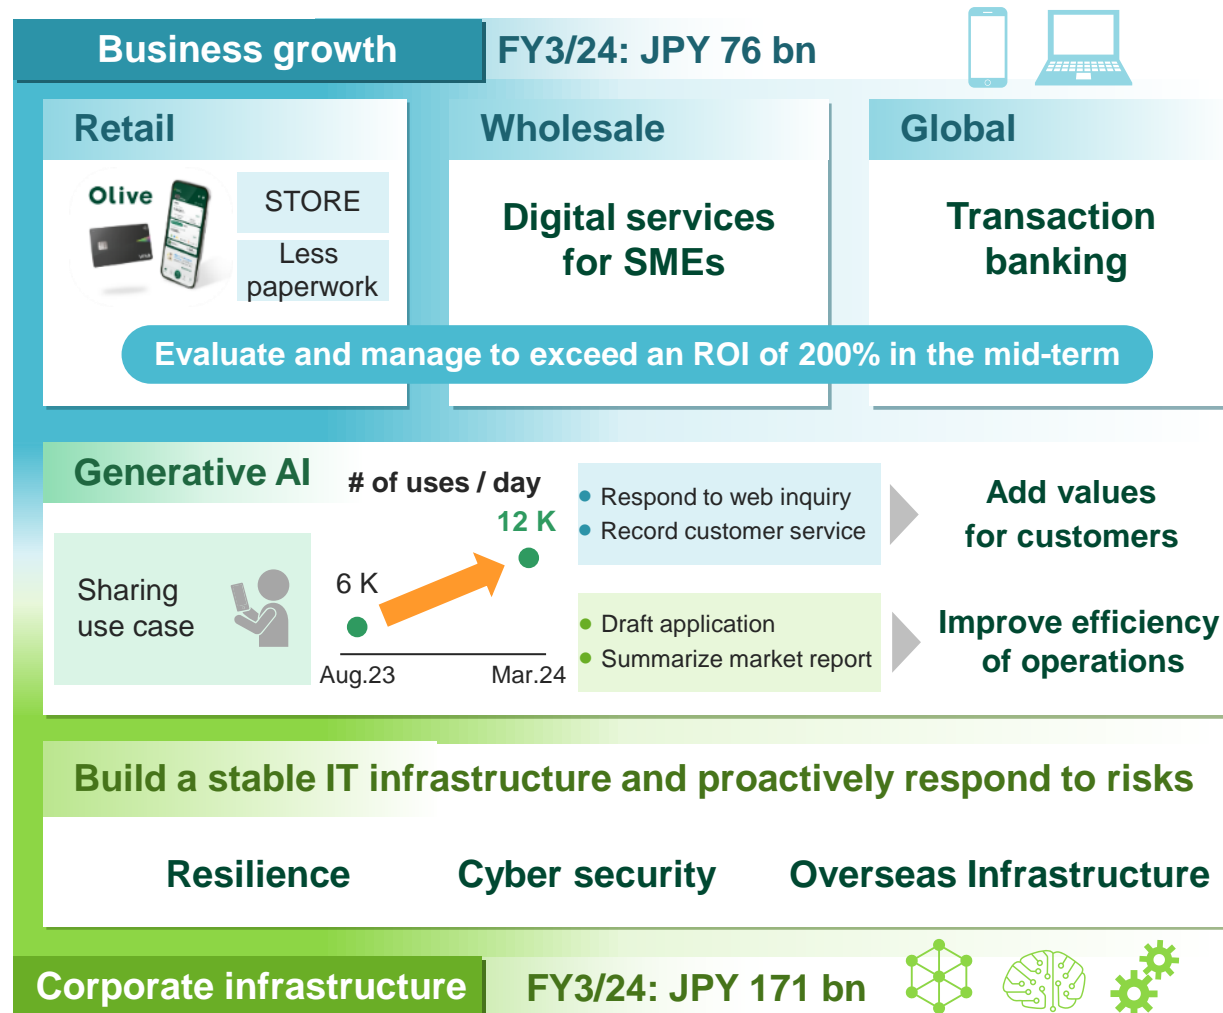 Business growth
FY3/24: JPY 76 bn
Retail
Wholesale
Global
Olive
STORE
Less
paperwork
Digital services
for SMEs
Transaction
banking
Evaluate and manage to exceed an ROI of 200% in the mid-term
Generative AI
# of uses / day
12 K
6 K
Aug.23
Mar.24
Sharing
use case
• Respond to web inquiry
• Record customer service
Add values
for customers
• Draft application
• Summarize market report
Improve efficiency
of operations
Build a stable IT infrastructure and proactively respond to risks
Resilience
Cyber security
Overseas Infrastructure
Corporate infrastructure
FY3/24: JPY 171 bn